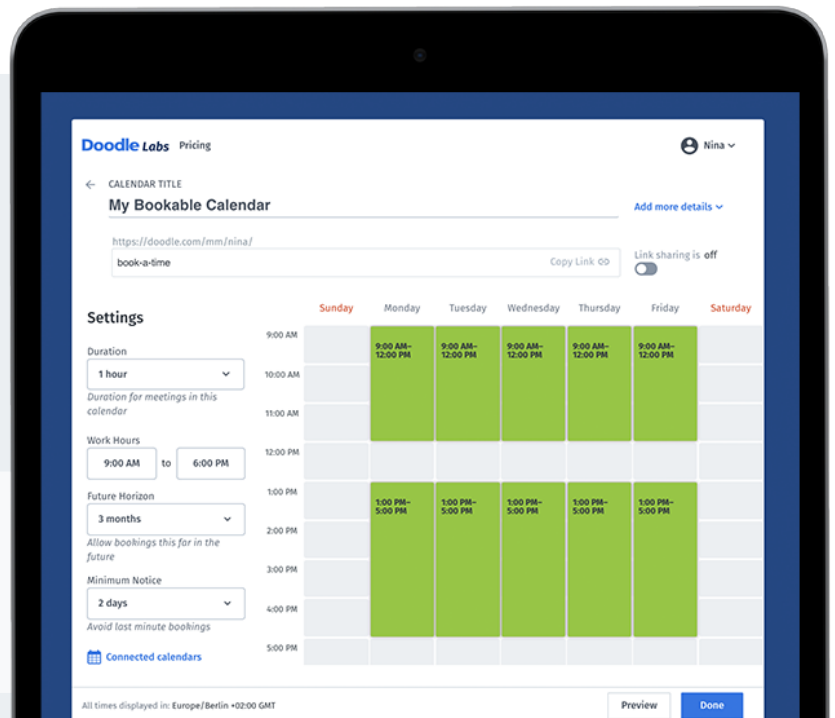 Doodle Labs Pricing
Nina
CALENDAR TITLE
My Bookable Calendar
Add more details
https://doodle.com/mm/nina/
book-a-time
Copy Link
Link sharing is off
Settings
Duration
1 hour
Duration for meetings in this
calendar
Work Hours
9:00 AM to 6:00 PM
Future Horizon
3 months
Allow bookings this far in the
future
Minimum Notice
2 days
Avoid last minute bookings
Connected calendars
Sunday Monday Tuesday Wednesday Thursday Friday Saturday
9:00 AM
9:00 AM– 9:00 AM– 9:00 AM– 9:00 AM– 9:00 AM–
12:00 PM 12:00 PM 12:00 PM 12:00 PM 12:00 PM
10:00 AM
11:00 AM
12:00 PM
1:00 PM
1:00 PM– 1:00 PM– 1:00 PM– 1:00 PM– 1:00 PM–
5:00 PM 5:00 PM 5:00 PM 5:00 PM 5:00 PM
2:00 PM
3:00 PM
4:00 PM
5:00 PM
All times displayed in: Europe/Berlin +02:00 GMT
Preview
Done